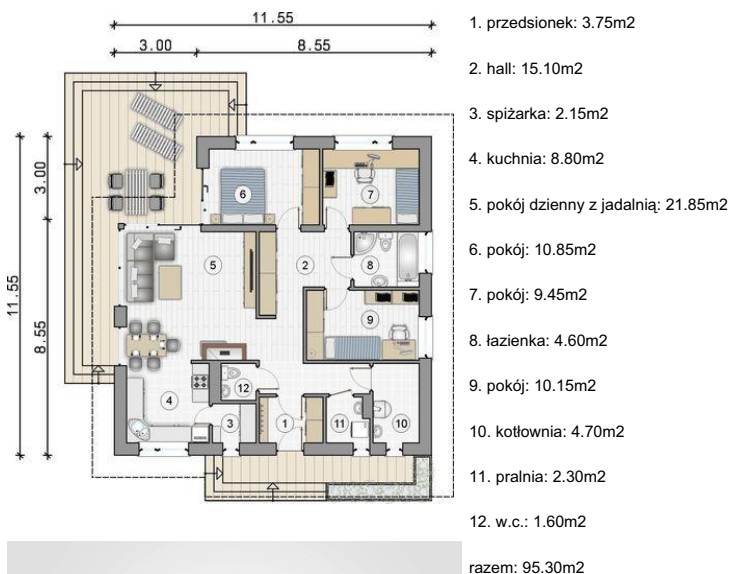 11.55
3.00
8.55
11.55
3.00
8.55
6
7
5
2
8
9
4
12
3
1
11
10
1. przedsionek: 3.75m2
2. hall: 15.10m2
3. spiżarka: 2.15m2
4. kuchnia: 8.80m2
5. pokój dzienny z jadalnią: 21.85m2
6. pokój: 10.85m2
7. pokój: 9.45m2
8. łazienka: 4.60m2
9. pokój: 10.15m2
10. kotłownia: 4.70m2
11. pralnia: 2.30m2
12. w.c.: 1.60m2
razem: 95.30m2